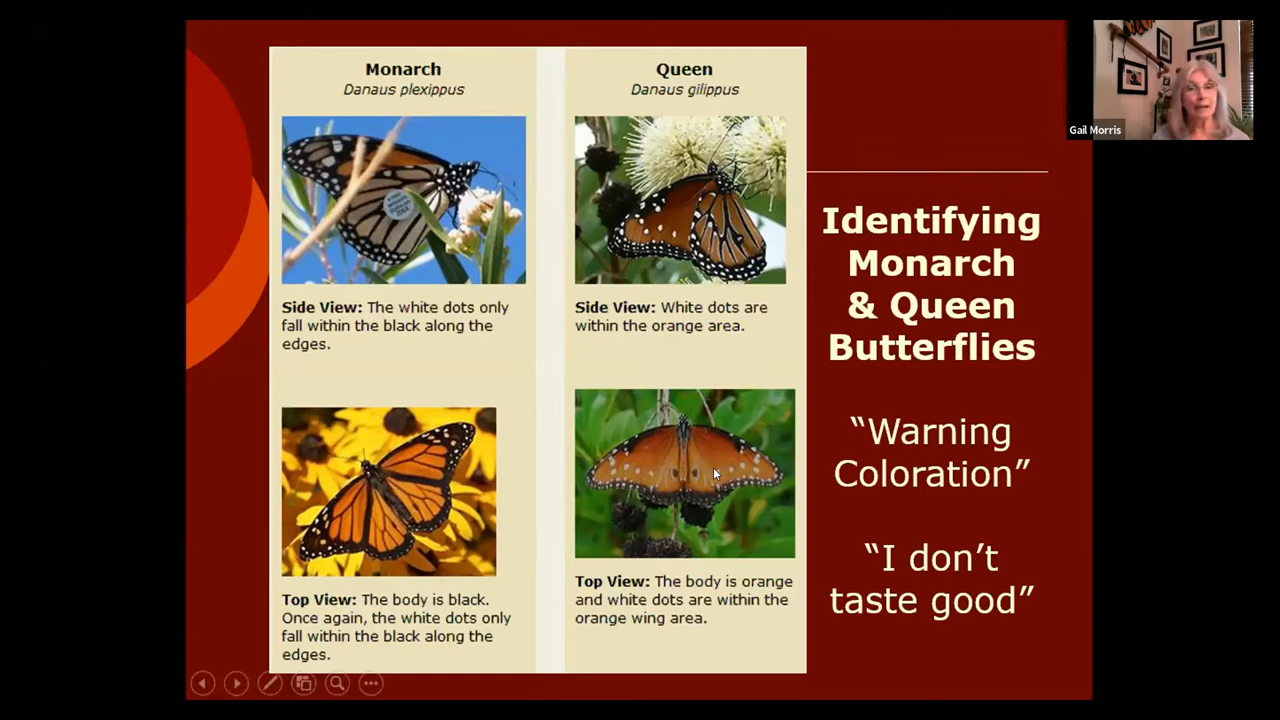 Monarch
Danaus plexippus
Side View: The white dots only
fall within the black along the
edges.
Top View: The body is black.
Once again, the white dots only
fall within the black along the
edges.
Queen
Danaus gilippus
Side View: White dots are
within the orange area.
Top View: The body is orange
and white dots are within the
orange wing area.
Identifying
Monarch
& Queen
Butterflies
“Warning
Coloration”
“I don’t
taste good”
Gail Morris